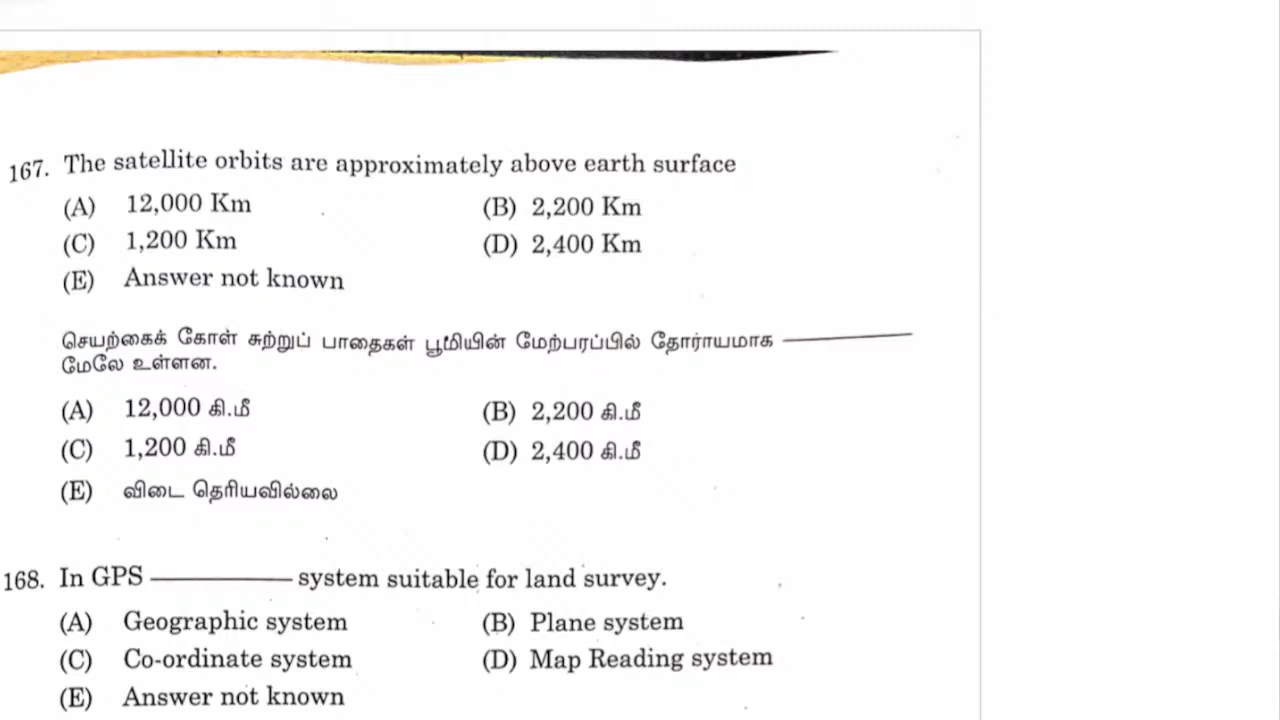 167. The satellite orbits are approximately above earth surface
(A) 12,000 Km (B) 2,200 Km
(C) 1,200 Km (D) 2,400 Km
(E) Answer not known
செயற்கைக் கோள் சுற்றுப் பாதைகள் பூமியின் மேற்பரப்பில் தோராயமாக ————
மேலே உள்ளன.
(A) 12,000 கி.மீ (B) 2,200 கி.மீ
(C) 1,200 கி.மீ (D) 2,400 கி.மீ
(E) விடை தெரியவில்லை
168. In GPS ———— system suitable for land survey.
(A) Geographic system (B) Plane system
(C) Co-ordinate system (D) Map Reading system
(E) Answer not known